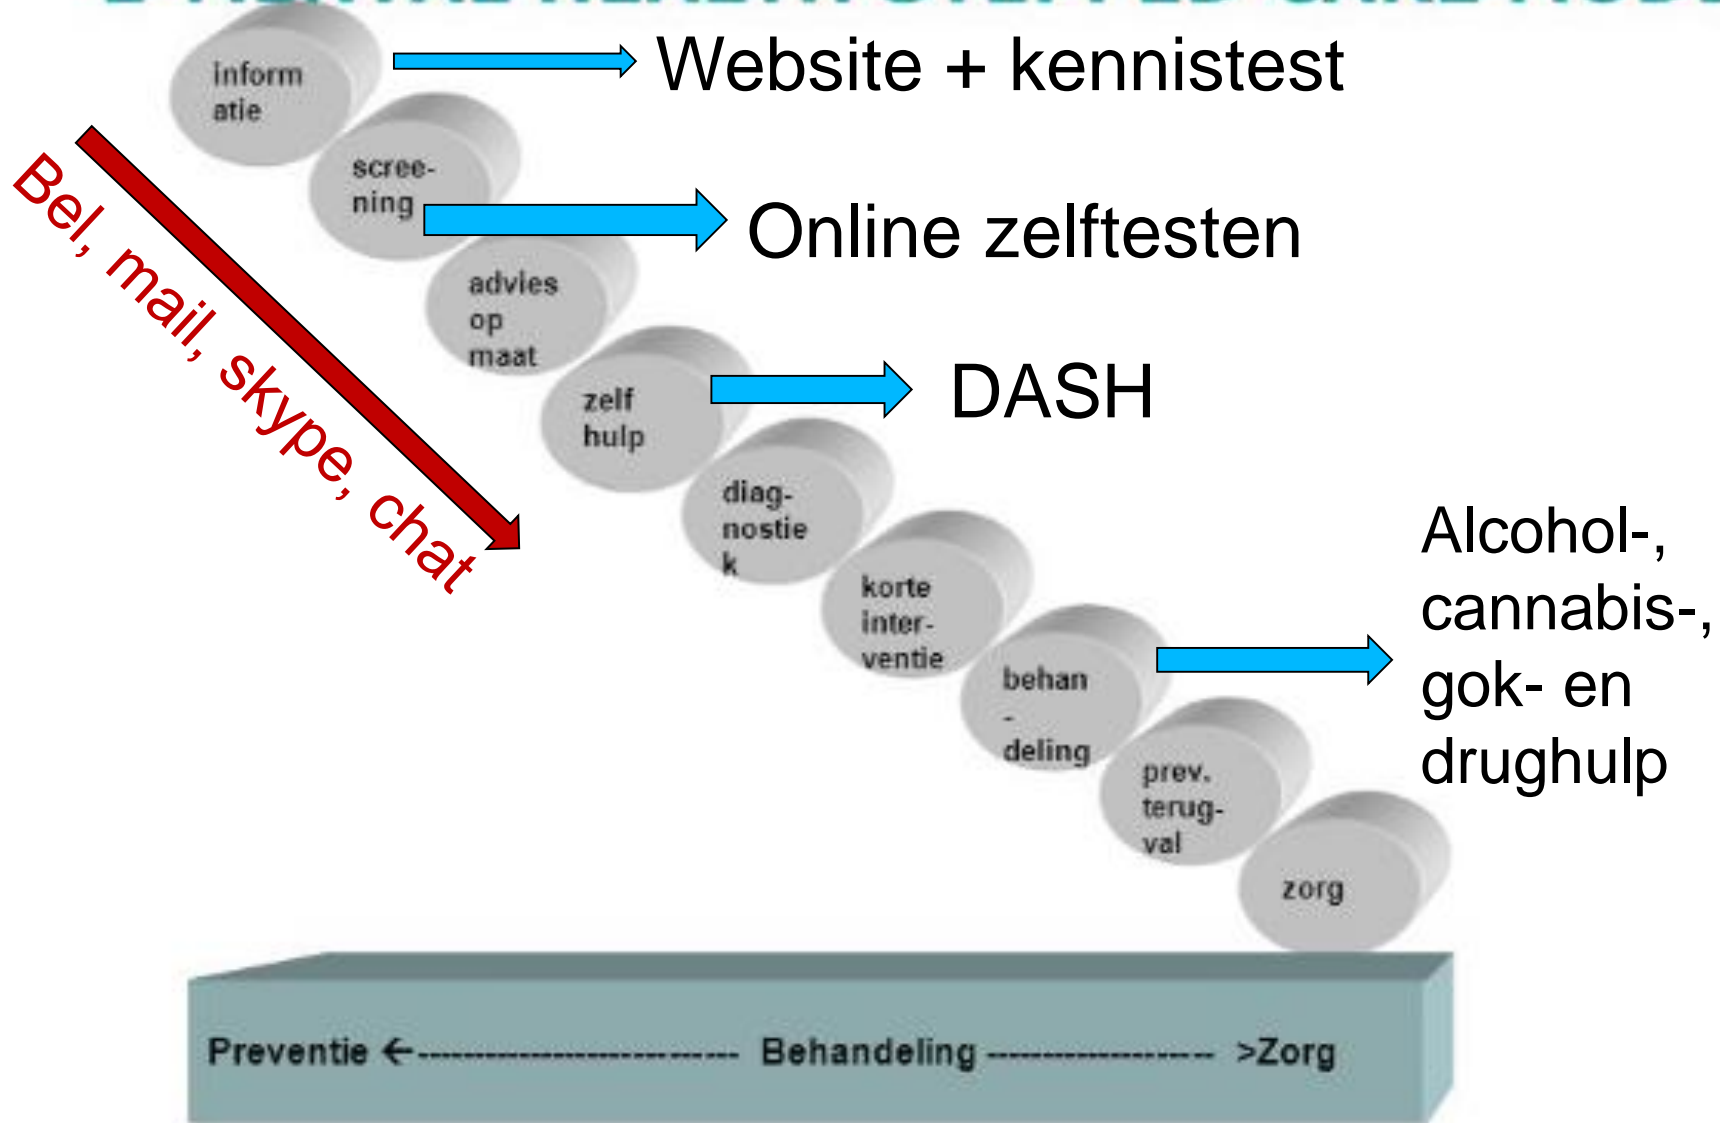 inform
atie
Website + kennistest
scree-
ning
Online zelftesten
Bel, mail, skype, chat
advies
op
maat
zelf
hulp
DASH
diag-
nostie
k
korte
inter-
ventie
Alcohol-,
cannabis-,
gok- en
drughulp
behan
-
deling
prev.
terug-
val
zorg
Preventie ←---------------------------- Behandeling -------------------- >Zorg